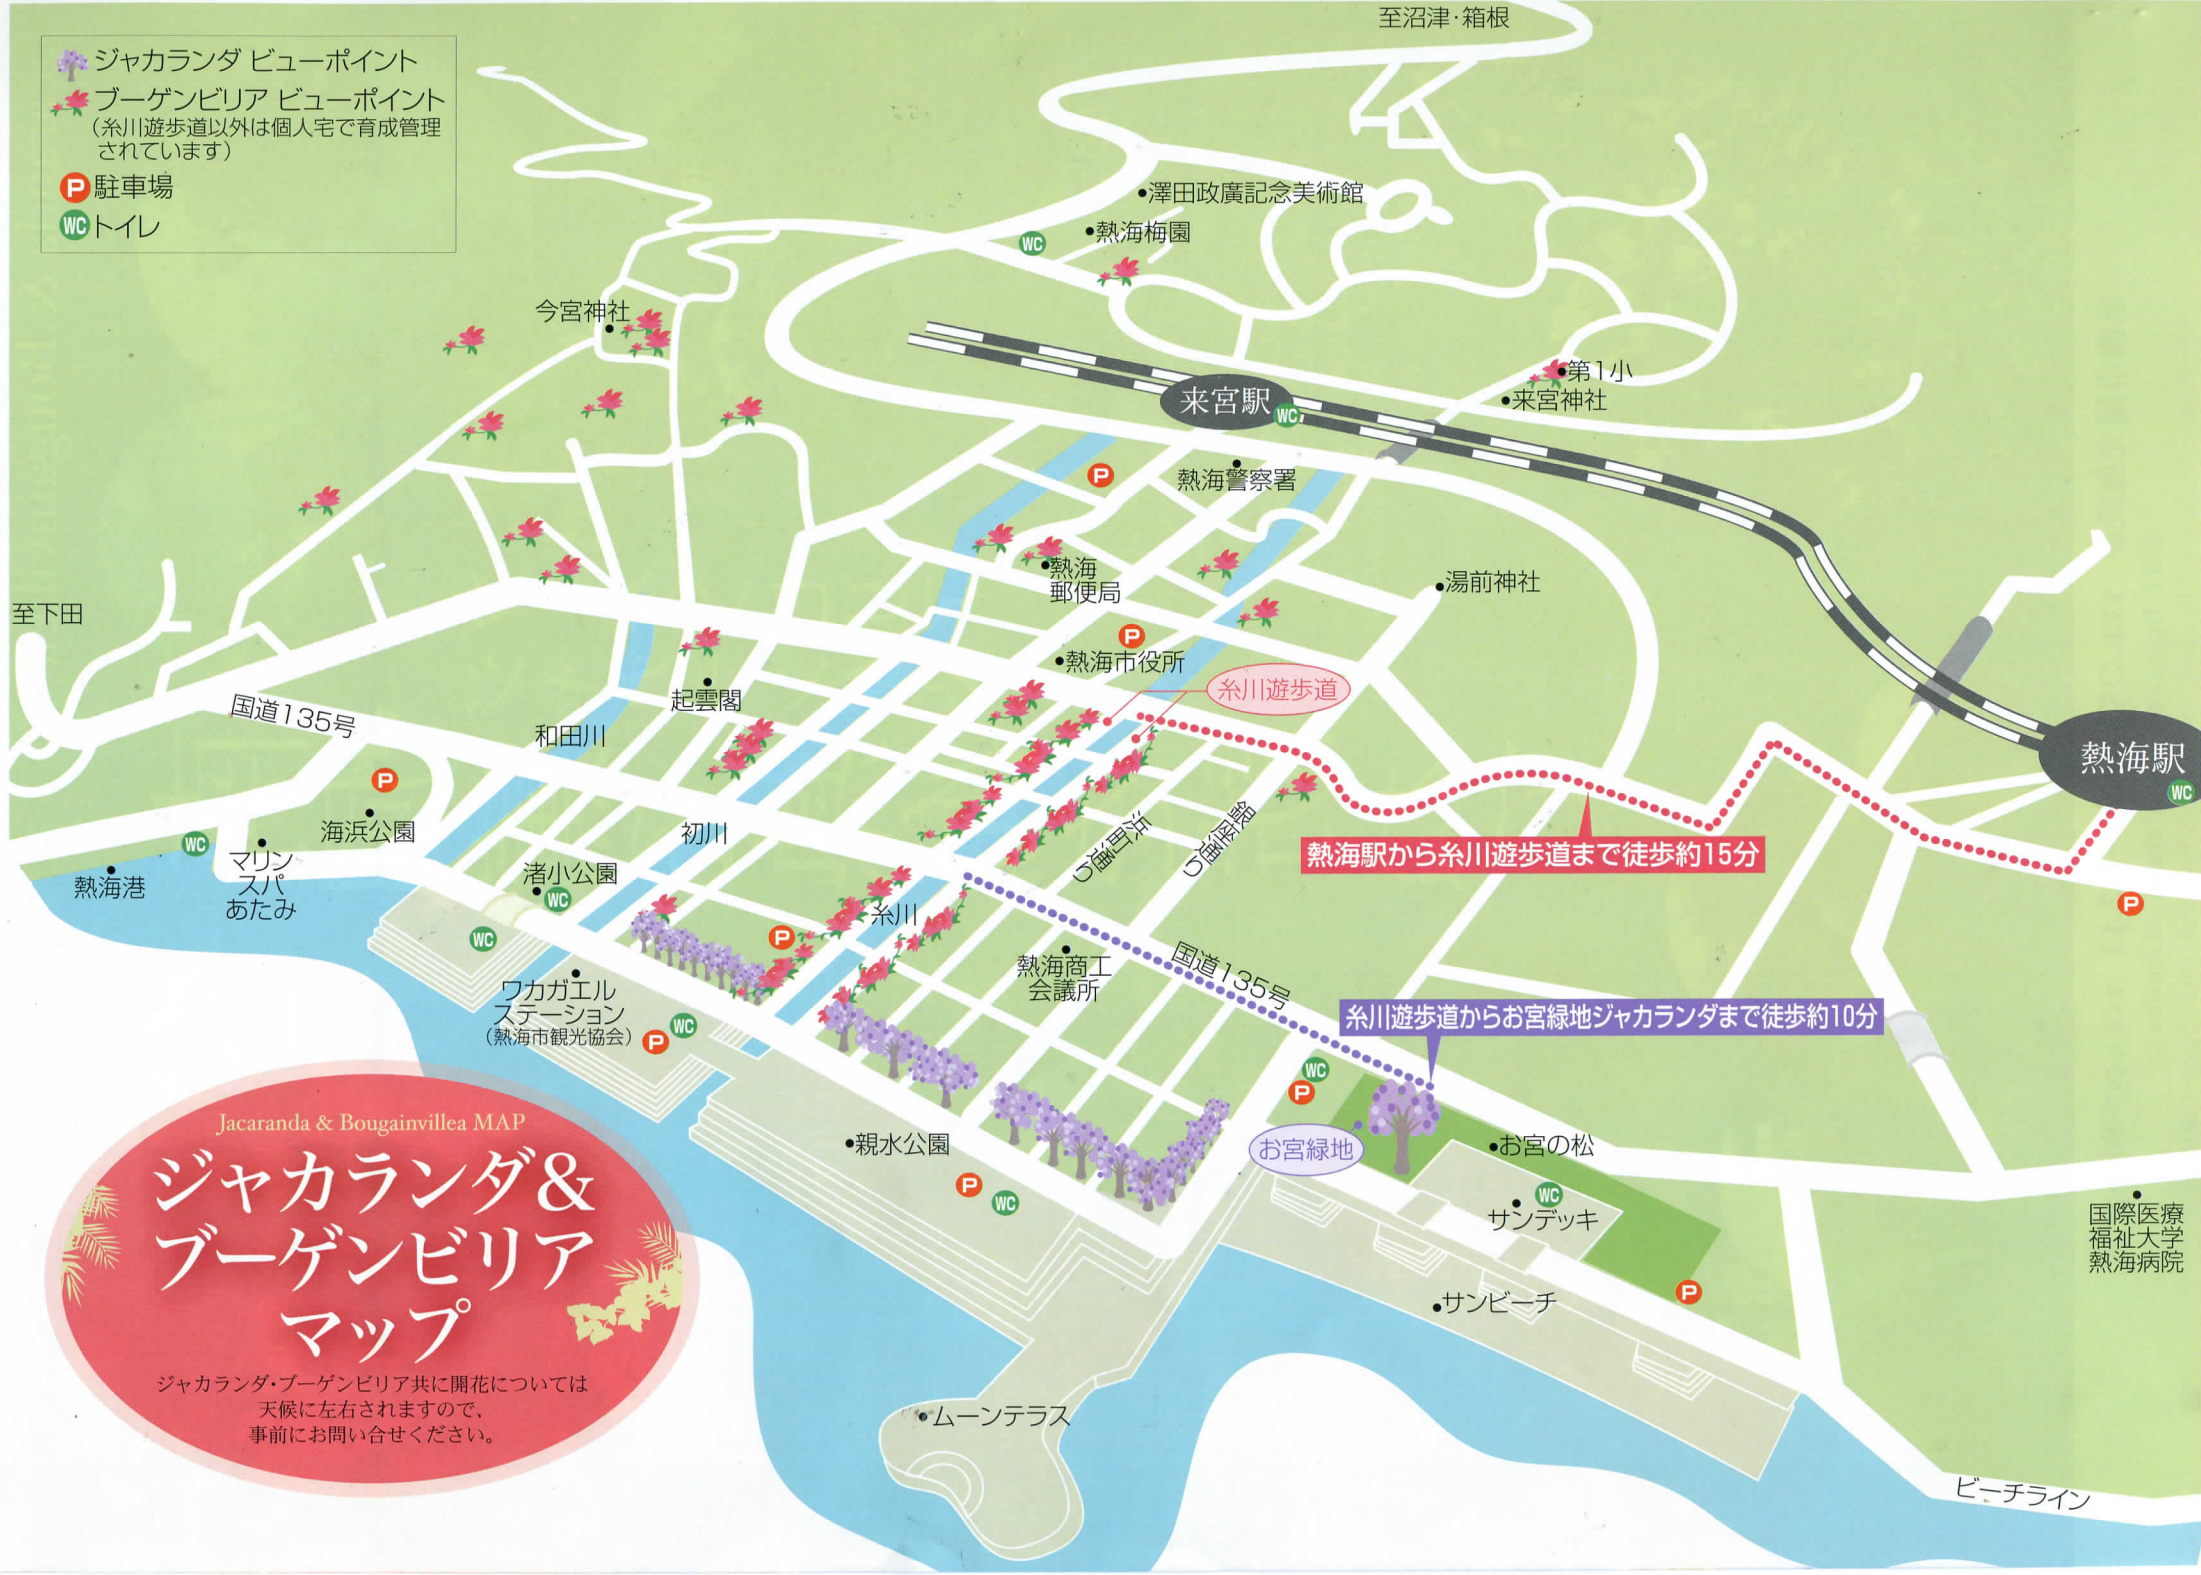 至沼津・箱根
ジャカランダ ビューポイント
ブーゲンビリア ビューポイント
（糸川遊歩道以外は個人宅で育成管理
されています）
P 駐車場
WC トイレ
澤田政廣記念美術館
熱海梅園
WC
今宮神社
第1小
来宮神社
来宮駅
WC
P
熱海警察署
熱海
郵便局
湯前神社
至下田
P
熱海市役所
糸川遊歩道
起雲閣
国道135号
和田川
熱海駅
WC
P
海浜公園
初川
浜町通り
銀座通り
熱海駅から糸川遊歩道まで徒歩約15分
WC
マリン
スパ
あたみ
熱海港
渚小公園
WC
P
糸川
P
WC
熱海商工
会議所
国道135号
ワカガエル
ステーション
（熱海市観光協会）
P
WC
糸川遊歩道からお宮緑地ジャカランダまで徒歩約10分
WC
P
お宮緑地
お宮の松
親水公園
P
WC
WC
サンデッキ
国際医療
福祉大学
熱海病院
P
サンビーチ
Jacaranda & Bougainvillea MAP
ジャカランダ&
ブーゲンビリア
マップ
ジャカランダ・ブーゲンビリア共に開花については
天候に左右されますので、
事前にお問い合せください。
ムーンテラス
ビーチライン